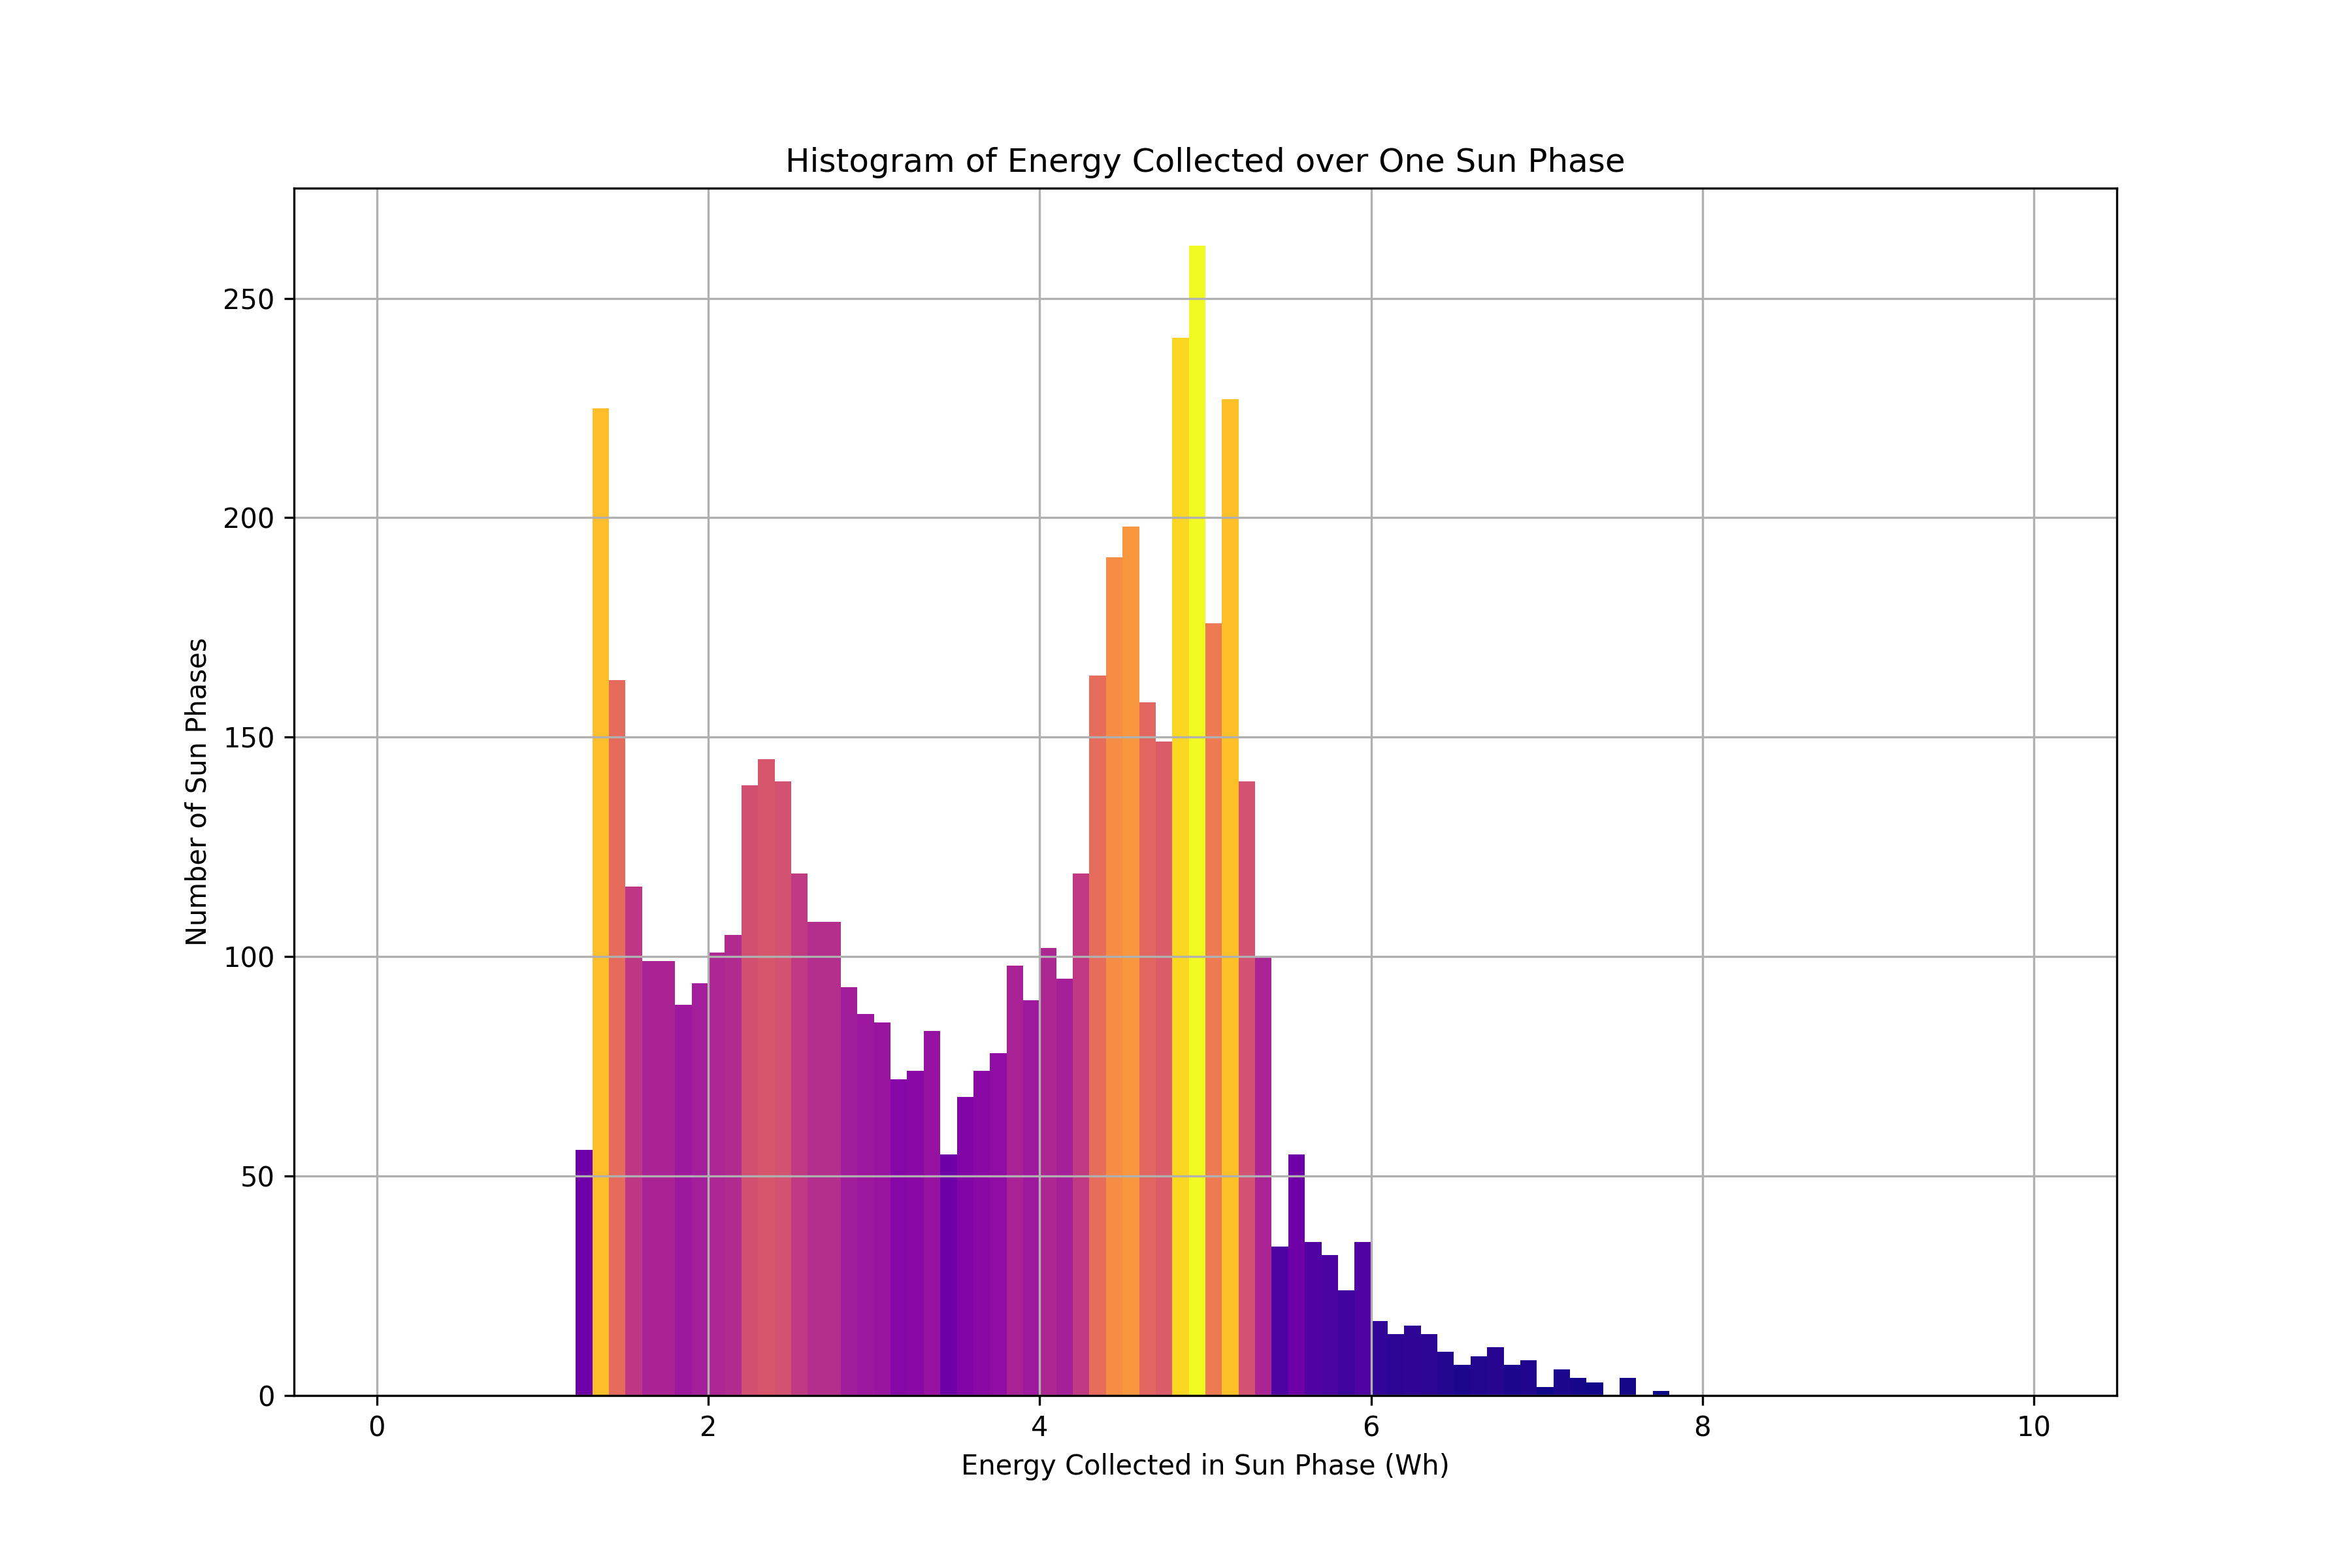 Histogram of Energy Collected over One Sun Phase
250
200
150
100
50
0
Number of Sun Phases
0 2 4 6 8 10
Energy Collected in Sun Phase (Wh)